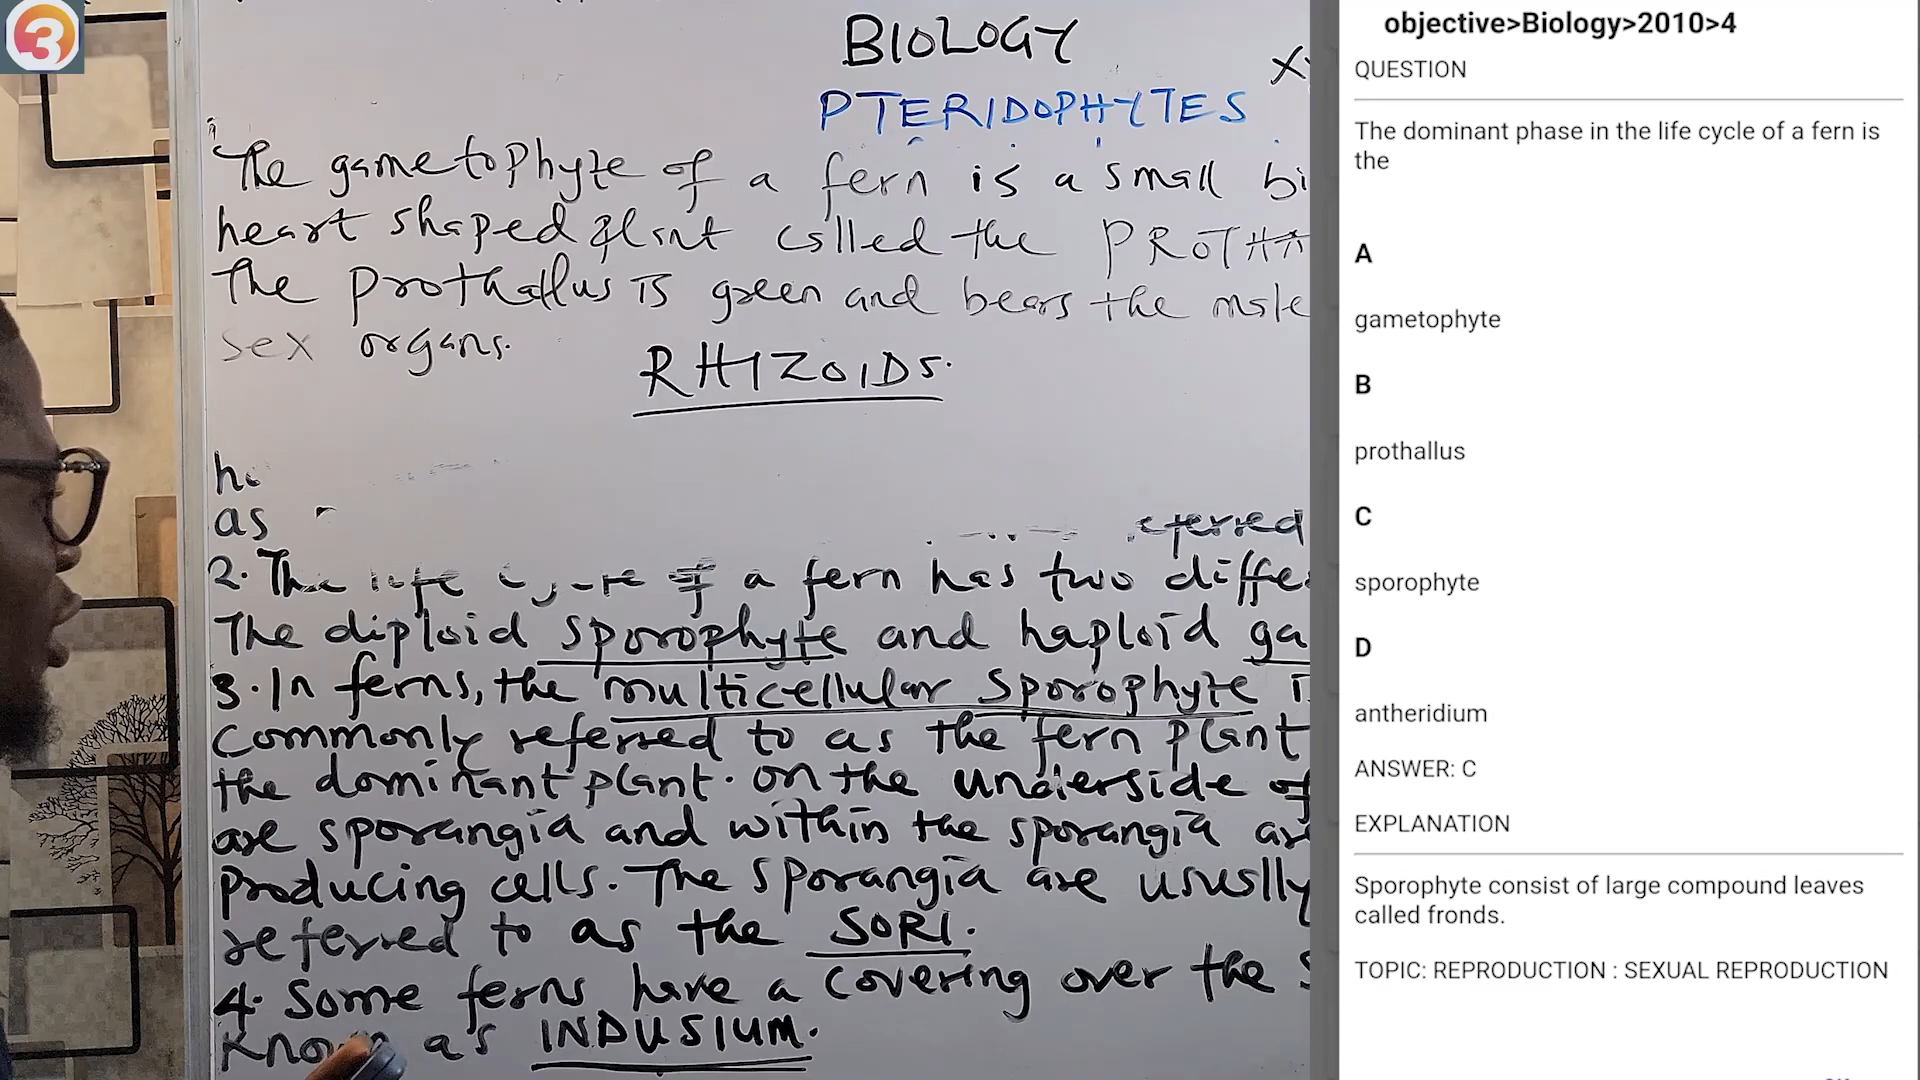 3
BIOLOGY
X
PTERIDOPHYTES
The gametophyte of a fern is a small bi
heart shaped plant called the PROTHA
The prothallus is green and bears the male
sex organs.
RHIZOIDS.
as
eferred
2. The life of a fern has two diffe
The diploid sporophyte and haploid ga
3. In ferns, the multicellular sporophyte i
commonly referred to as the fern plant
the dominant plant. on the underside of
are sporangia and within the sporangia ar
producing cells. The sporangia are usually
referred to as the SORI.
4. Some ferns have a covering over the s
known as INDUSIUM.
objective>Biology>2010>4
QUESTION
The dominant phase in the life cycle of a fern is
the
A
gametophyte
B
prothallus
C
sporophyte
D
antheridium
ANSWER: C
EXPLANATION
Sporophyte consist of large compound leaves
called fronds.
TOPIC: REPRODUCTION : SEXUAL REPRODUCTION